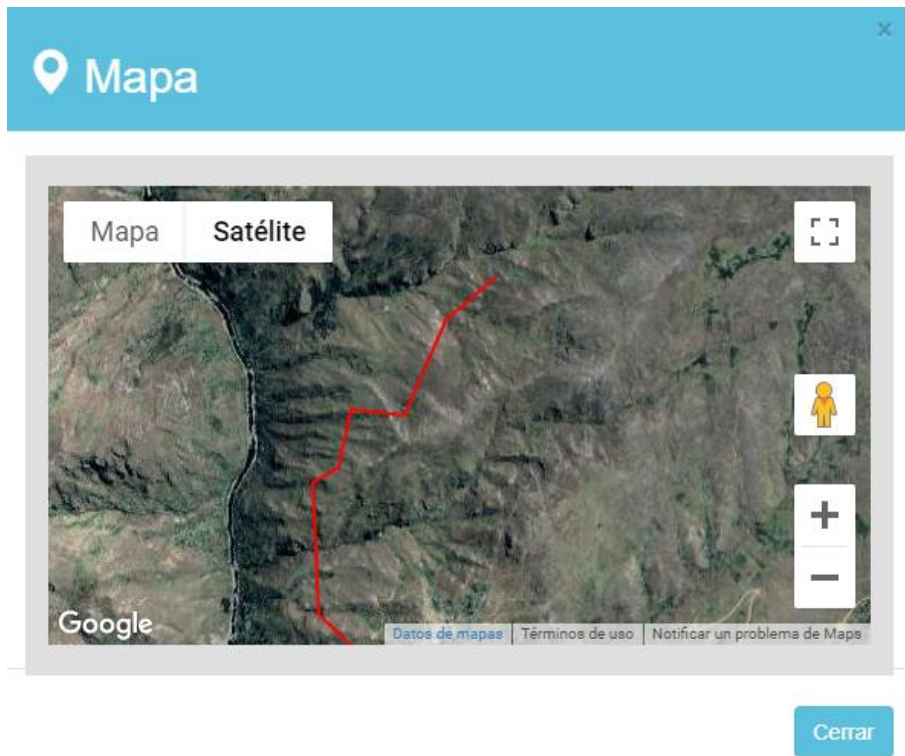 ×
Mapa
Mapa Satélite
Google
Datos de mapas Términos de uso Notificar un problema de Maps
Cerrar